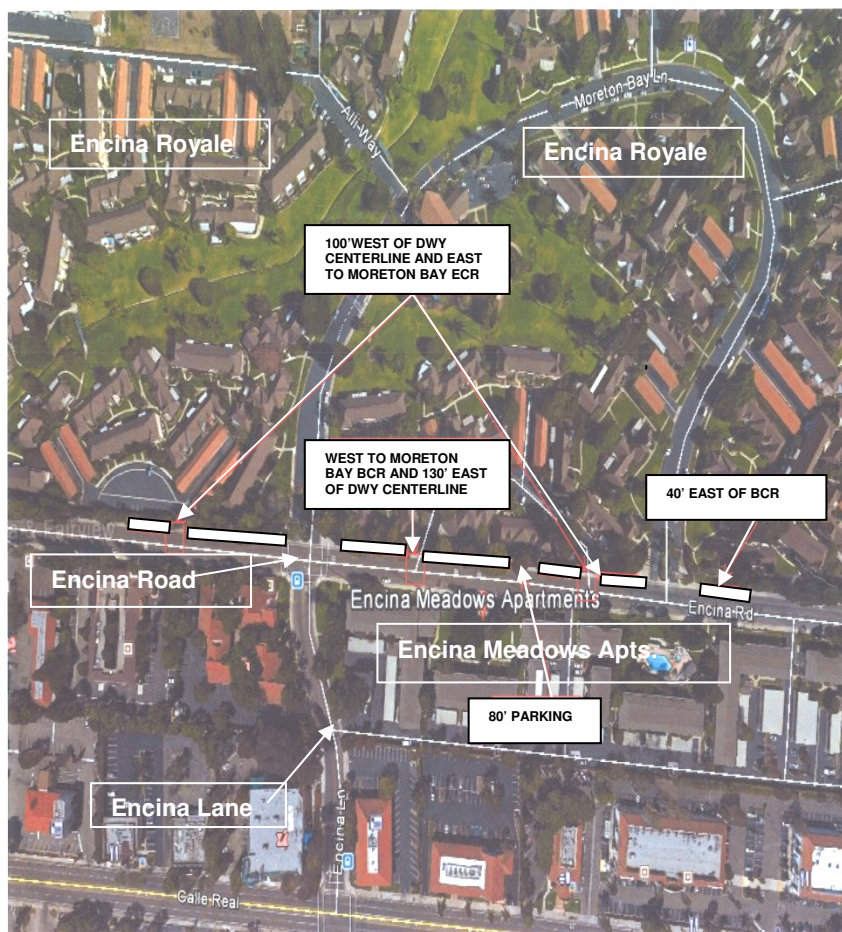 Moreton Bay Ln
Alli Way
Encina Royale
Encina Royale
100'WEST OF DWY
CENTERLINE AND EAST
TO MORETON BAY ECR
WEST TO MORETON
BAY BCR AND 130' EAST
OF DWY CENTERLINE
40' EAST OF BCR
& Fairview
Encina Road
Encina Meadows Apartments
Encina Rd
Encina Meadows Apts.
80' PARKING
Encina Lane
Encina Ln
Calle Real